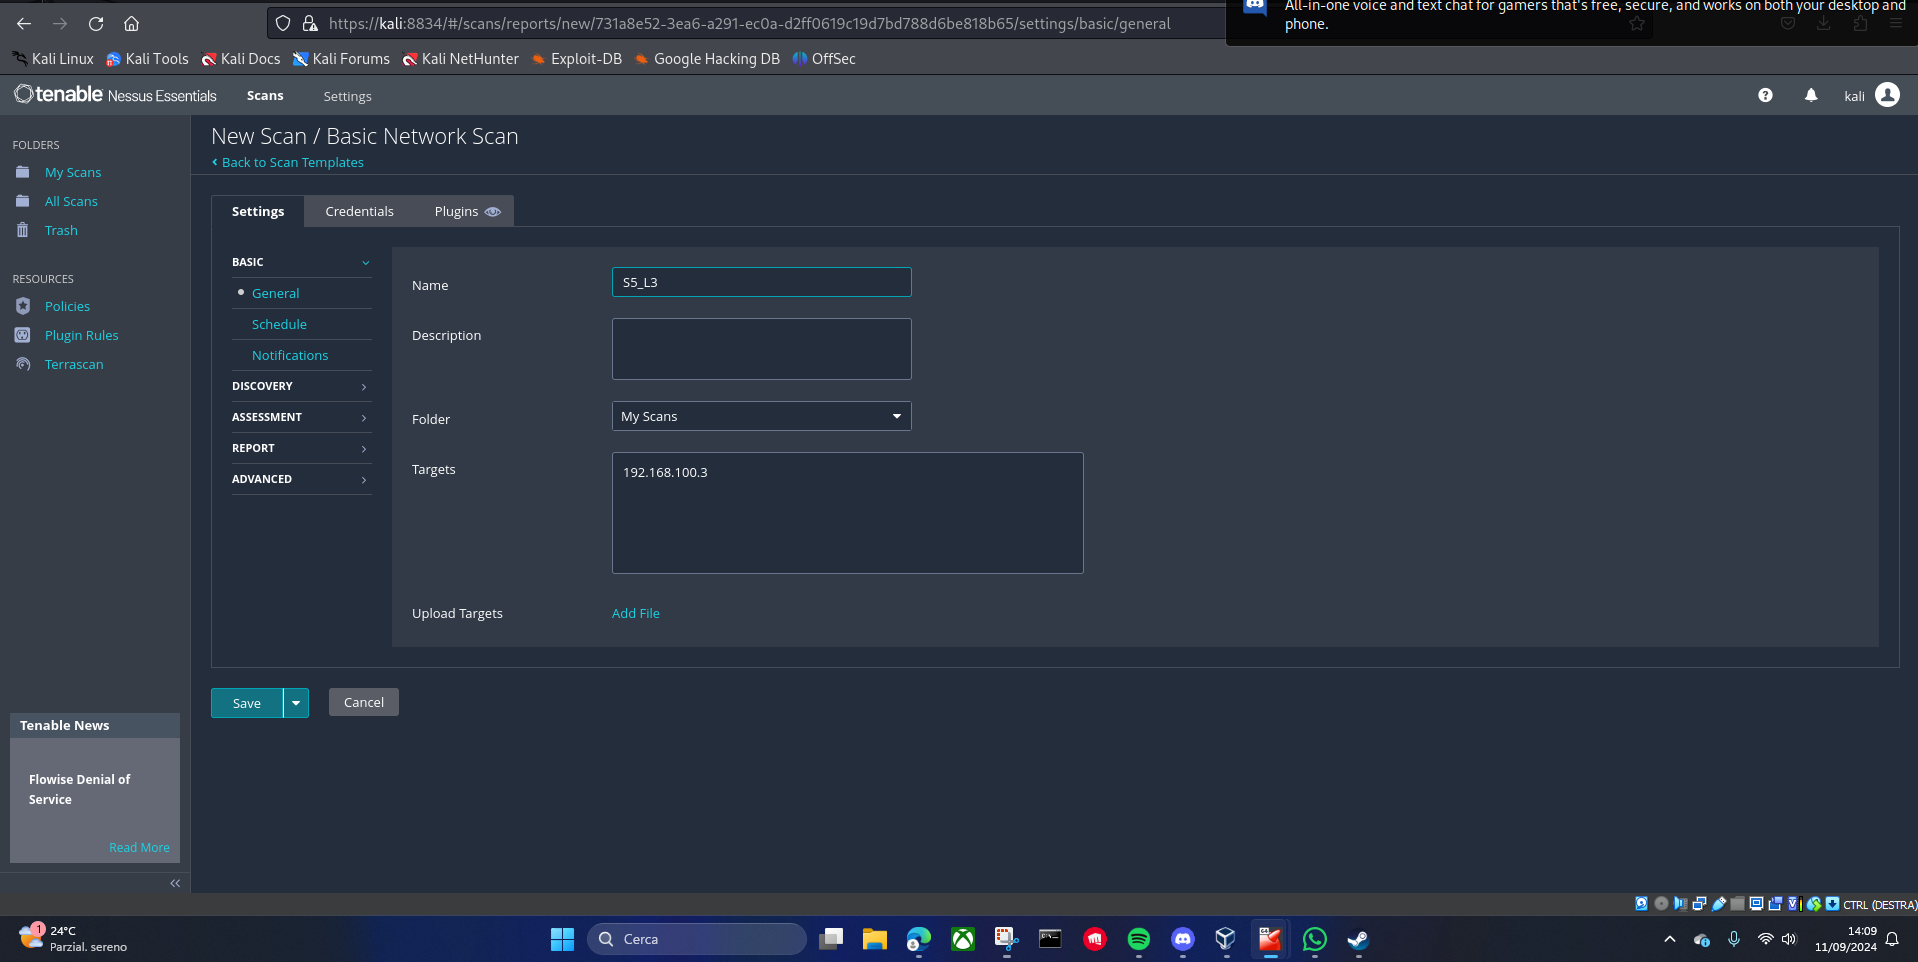 All-in-one voice and text chat for gamers that's free, secure, and works on both your desktop and
phone.
https://kali:8834/#/scans/reports/new/731a8e52-3ea6-a291-ec0a-d2ff0619c19d7bd788d6be818b65/settings/basic/general
Kali Linux Kali Tools Kali Docs Kali Forums Kali NetHunter Exploit-DB Google Hacking DB OffSec
tenable Nessus Essentials Scans Settings kali
FOLDERS
My Scans
All Scans
Trash
RESOURCES
Policies
Plugin Rules
Terrascan
New Scan / Basic Network Scan
Back to Scan Templates
Settings Credentials Plugins
BASIC
General
Schedule
Notifications
DISCOVERY
ASSESSMENT
REPORT
ADVANCED
Name S5_L3
Description
Folder My Scans
Targets 192.168.100.3
Upload Targets Add File
Save Cancel
Tenable News
Flowise Denial of
Service
Read More
CTRL (DESTRA)
1
24°C
Parzial. sereno
Cerca
14:09
11/09/2024